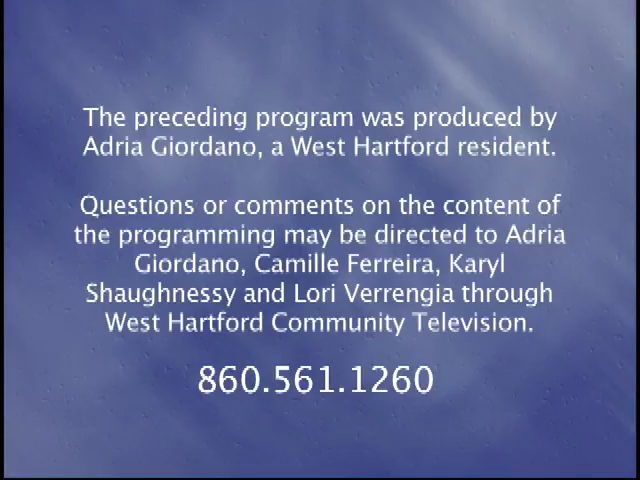 The preceding program was produced by
Adria Giordano, a West Hartford resident.
Questions or comments on the content of
the programming may be directed to Adria
Giordano, Camille Ferreira, Karyl
Shaughnessy and Lori Verrengia through
West Hartford Community Television.
860.561.1260